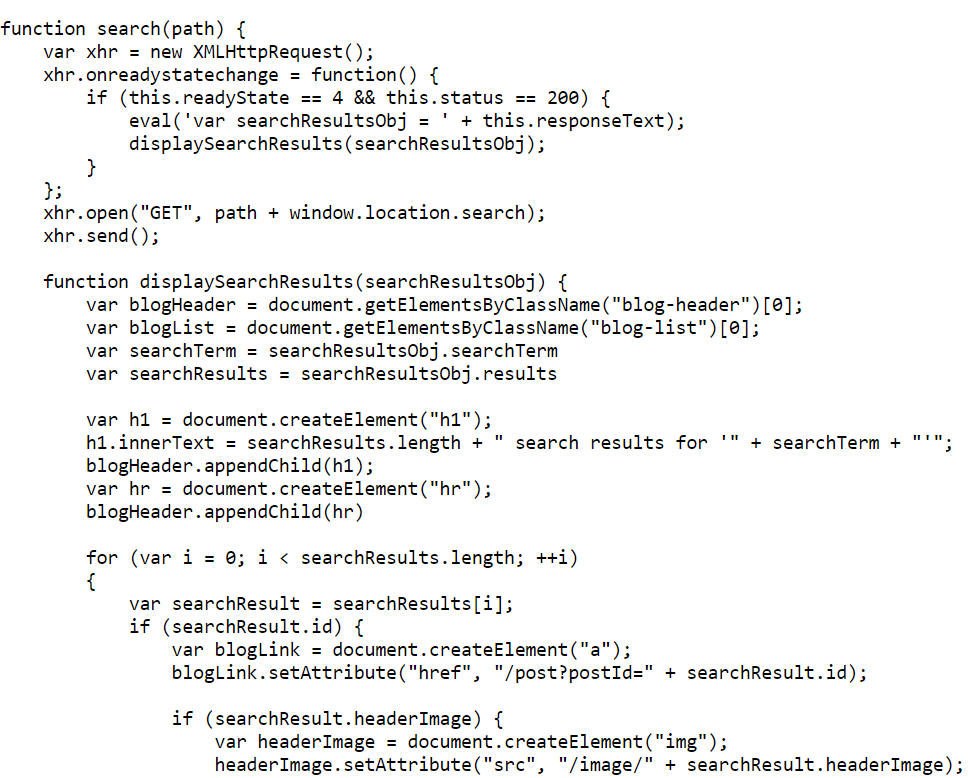 function search(path) {
    var xhr = new XMLHttpRequest();
    xhr.onreadystatechange = function() {
        if (this.readyState == 4 && this.status == 200) {
            eval('var searchResultsObj = ' + this.responseText);
            displaySearchResults(searchResultsObj);
        }
    };
    xhr.open("GET", path + window.location.search);
    xhr.send();

    function displaySearchResults(searchResultsObj) {
        var blogHeader = document.getElementsByClassName("blog-header")[0];
        var blogList = document.getElementsByClassName("blog-list")[0];
        var searchTerm = searchResultsObj.searchTerm
        var searchResults = searchResultsObj.results

        var h1 = document.createElement("h1");
        h1.innerText = searchResults.length + " search results for '" + searchTerm + "'";
        blogHeader.appendChild(h1);
        var hr = document.createElement("hr");
        blogHeader.appendChild(hr)

        for (var i = 0; i < searchResults.length; ++i)
        {
            var searchResult = searchResults[i];
            if (searchResult.id) {
                var blogLink = document.createElement("a");
                blogLink.setAttribute("href", "/post?postId=" + searchResult.id);

                if (searchResult.headerImage) {
                    var headerImage = document.createElement("img");
                    headerImage.setAttribute("src", "/image/" + searchResult.headerImage);